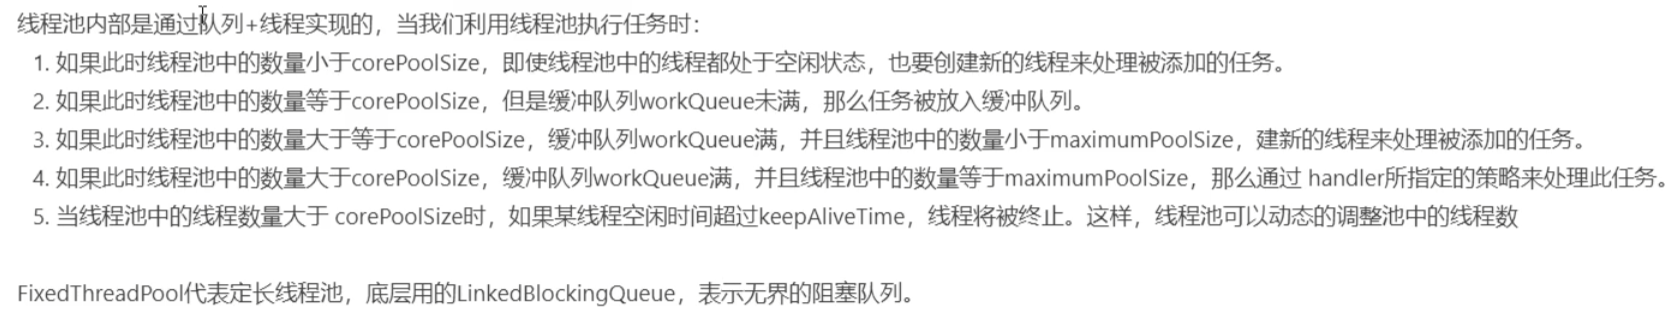 线程池内部是通过队列+线程实现的，当我们利用线程池执行任务时：
1. 如果此时线程池中的数量小于corePoolSize，即使线程池中的线程都处于空闲状态，也要创建新的线程来处理被添加的任务。
2. 如果此时线程池中的数量等于corePoolSize，但是缓冲队列workQueue未满，那么任务被放入缓冲队列。
3. 如果此时线程池中的数量大于等于corePoolSize，缓冲队列workQueue满，并且线程池中的数量小于maximumPoolSize，建新的线程来处理被添加的任务。
4. 如果此时线程池中的数量大于corePoolSize，缓冲队列workQueue满，并且线程池中的数量等于maximumPoolSize，那么通过 handler所指定的策略来处理此任务。
5. 当线程池中的线程数量大于 corePoolSize时，如果某线程空闲时间超过keepAliveTime，线程将被终止。这样，线程池可以动态的调整池中的线程数
FixedThreadPool代表定长线程池，底层用的LinkedBlockingQueue，表示无界的阻塞队列。